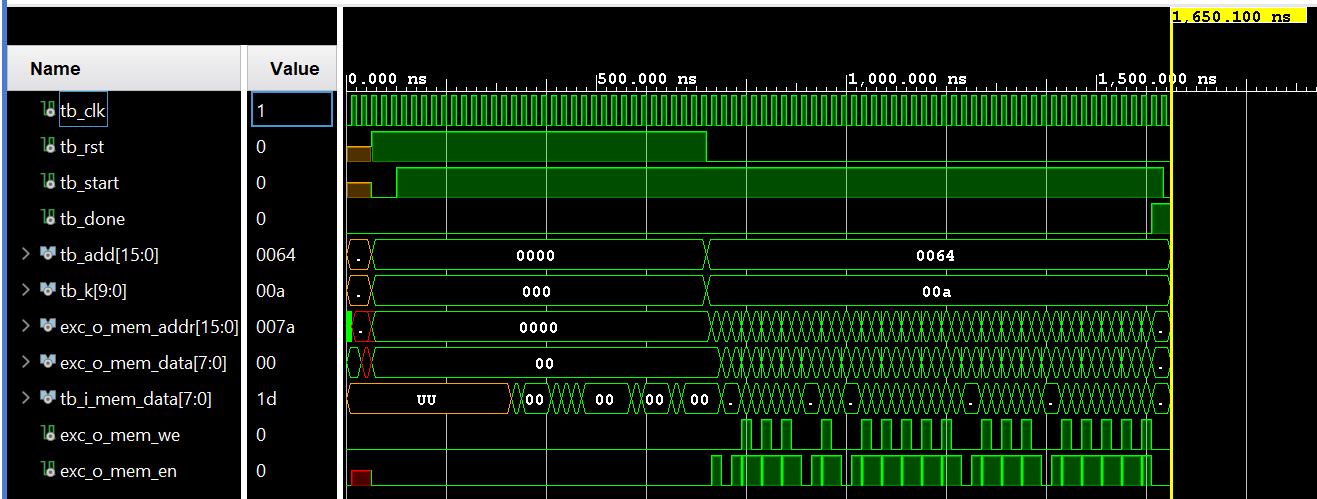 1,650.100 ns
Name Value
0.000 ns 500.000 ns 1,000.000 ns 1,500.000 ns
tb_clk 1
tb_rst 0
tb_start 0
tb_done 0
tb_add[15:0] 0064 . 0000 0064
tb_k[9:0] 00a . 000 00a
exc_o_mem_addr[15:0] 007a . 0000 .
exc_o_mem_data[7:0] 00 00 .
tb_i_mem_data[7:0] 1d UU 00 00 00 00 . . . . . .
exc_o_mem_we 0
exc_o_mem_en 0